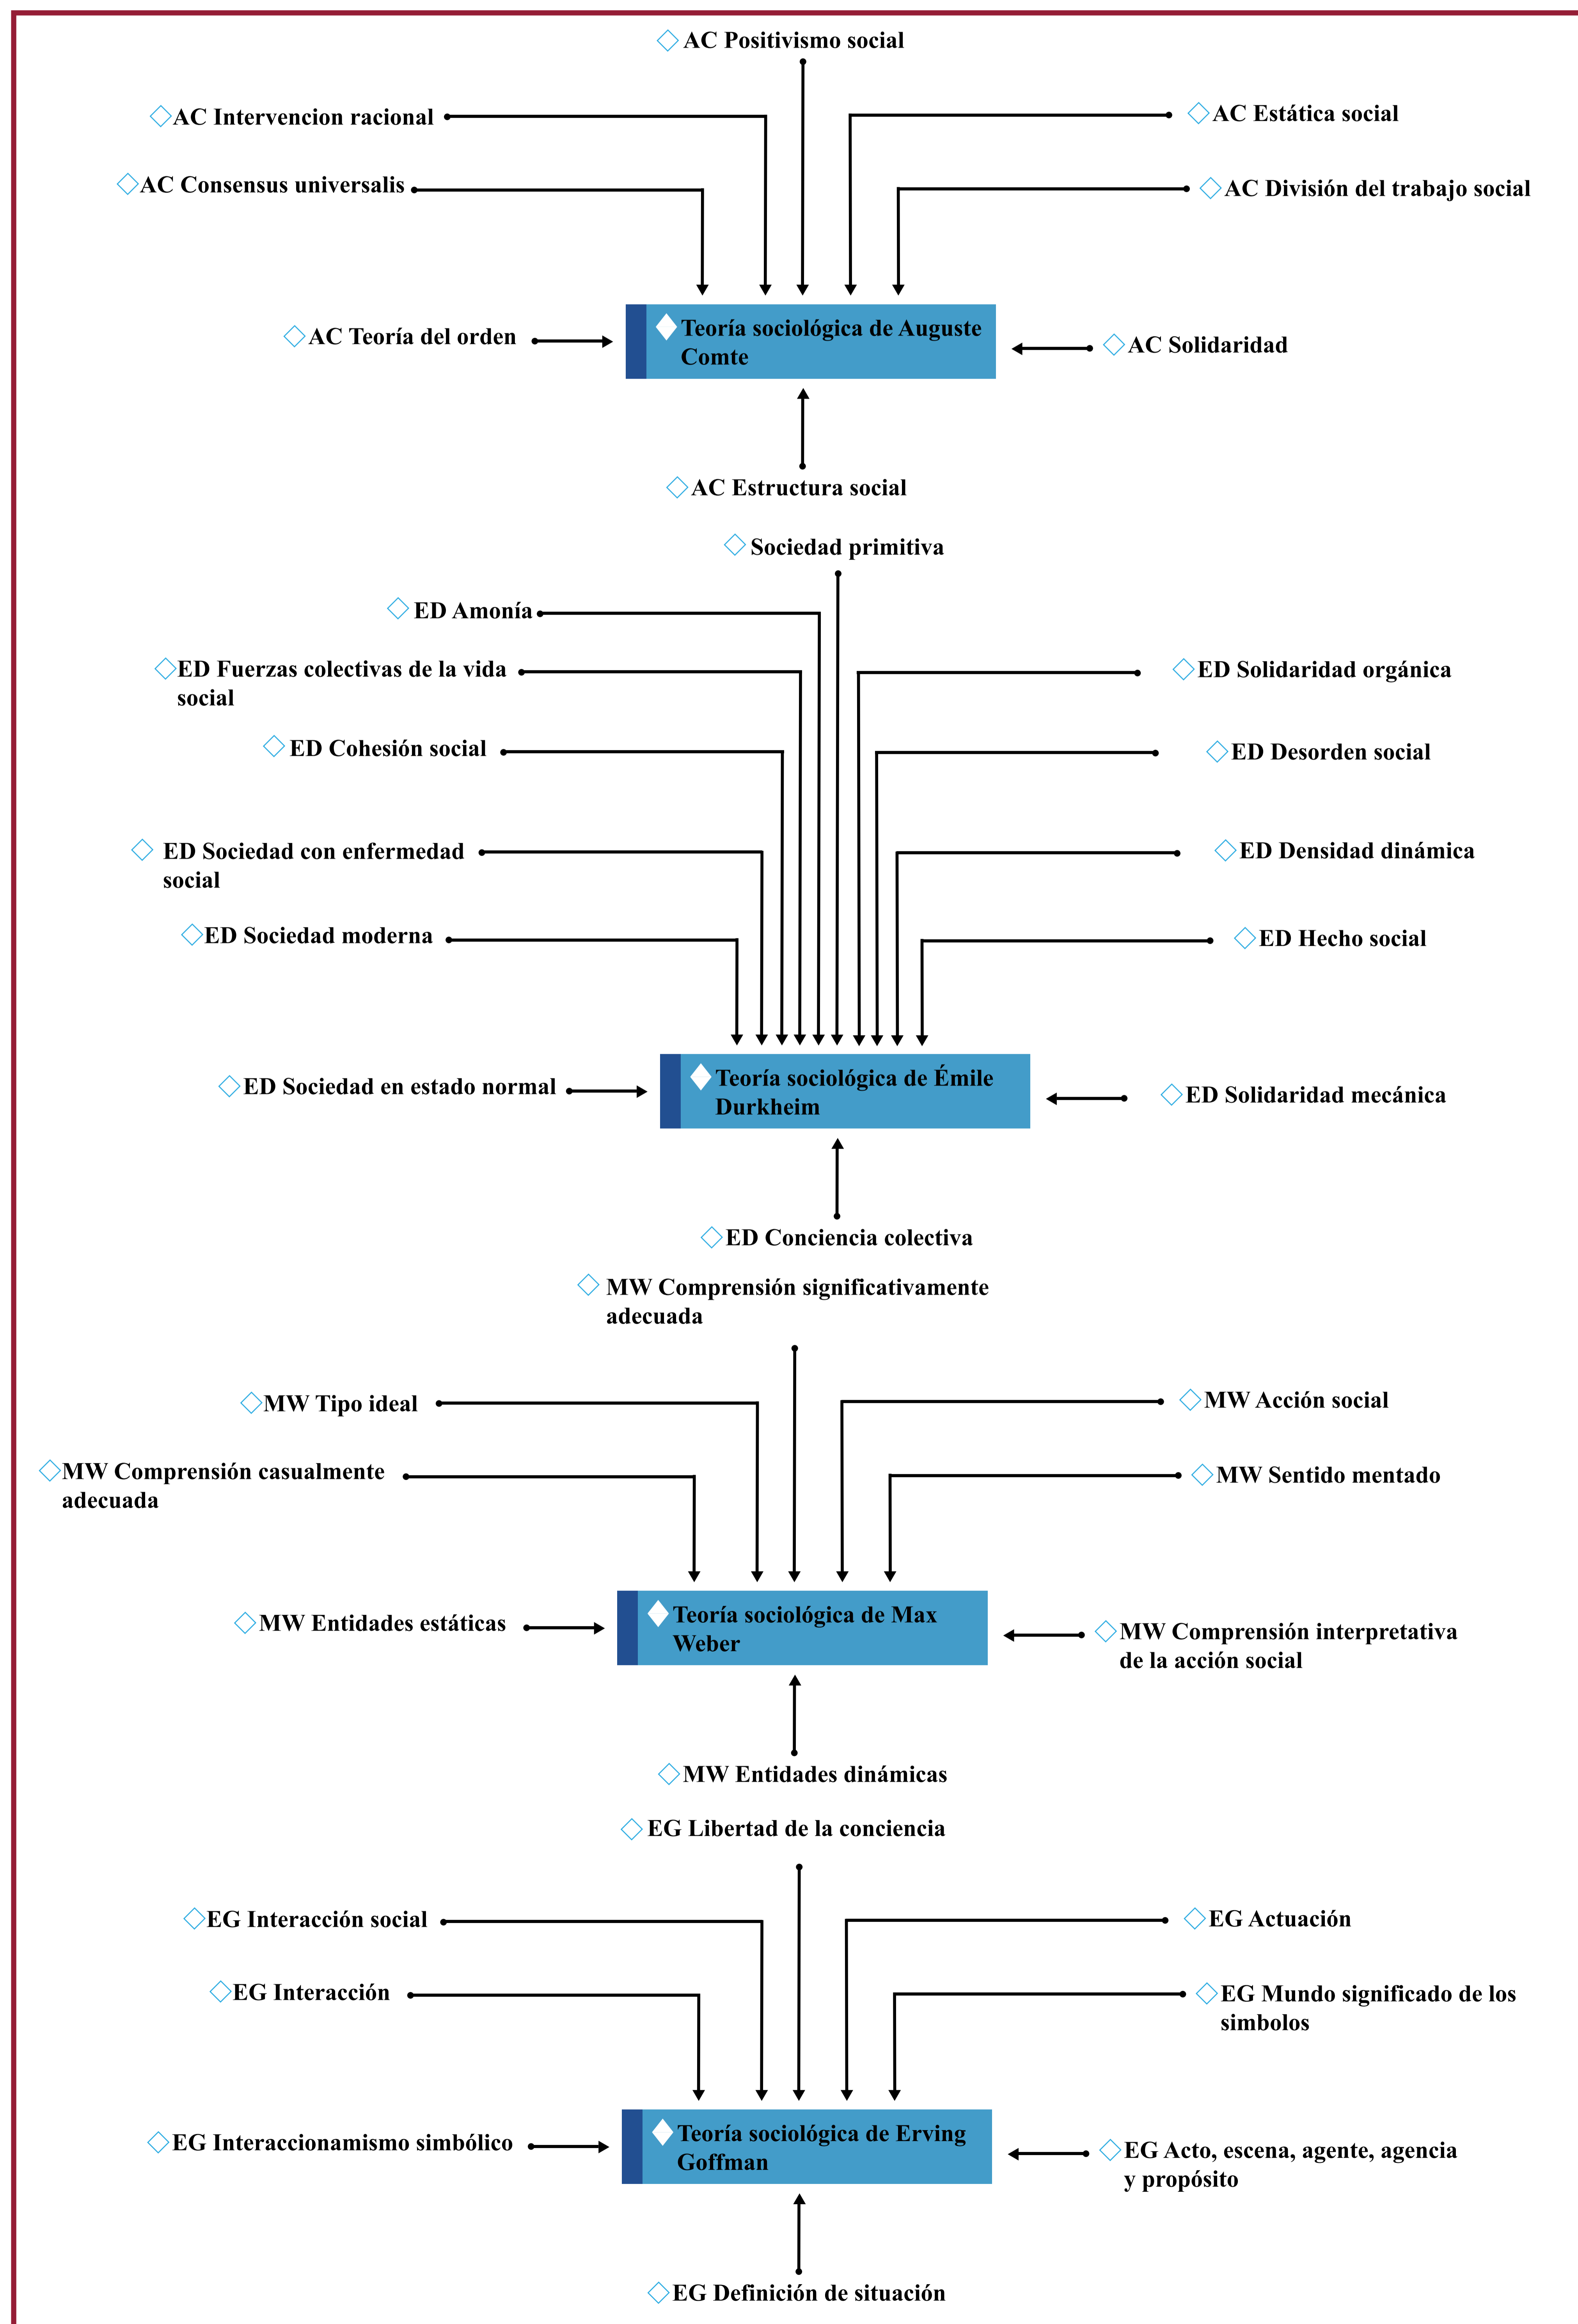 AC Positivismo social
AC Intervencion racional
AC Estática social
AC Consensus universalis
AC División del trabajo social
Teoría sociológica de Auguste
Comte
AC Teoría del orden
AC Solidaridad
AC Estructura social
Sociedad primitiva
ED Amonía
ED Fuerzas colectivas de la vida
social
ED Solidaridad orgánica
ED Cohesión social
ED Desorden social
ED Sociedad con enfermedad
social
ED Densidad dinámica
ED Sociedad moderna
ED Hecho social
Teoría sociológica de Émile
Durkheim
ED Sociedad en estado normal
ED Solidaridad mecánica
ED Conciencia colectiva
MW Comprensión significativamente
adecuada
MW Tipo ideal
MW Acción social
MW Comprensión casualmente
adecuada
MW Sentido mentado
Teoría sociológica de Max
Weber
MW Entidades estáticas
MW Comprensión interpretativa
de la acción social
MW Entidades dinámicas
EG Libertad de la conciencia
EG Interacción social
EG Actuación
EG Interacción
EG Mundo significado de los
simbolos
Teoría sociológica de Erving
Goffman
EG Interaccionamismo simbólico
EG Acto, escena, agente, agencia
y propósito
EG Definición de situación